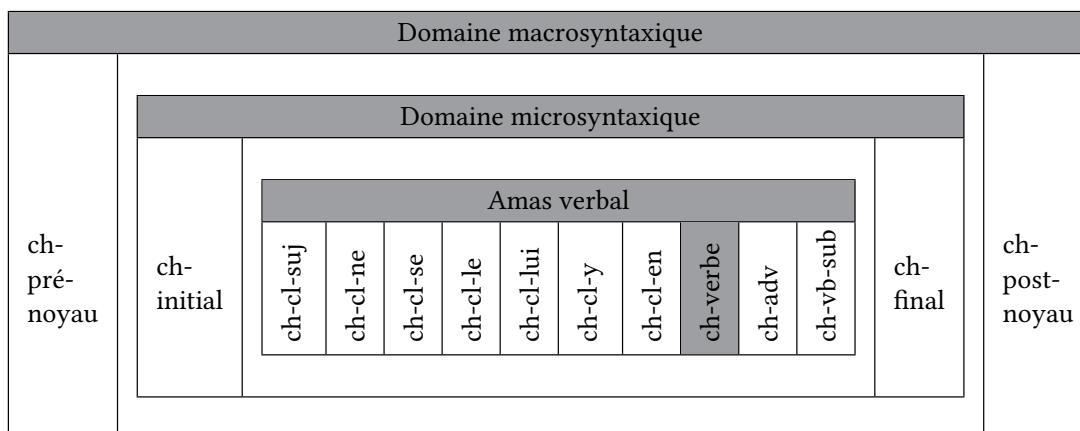 Domaine macrosyntaxique
ch-
pré-
noyau
Domaine microsyntaxique
ch-
initial
Amas verbal
ch-cl-suj
ch-cl-ne
ch-cl-se
ch-cl-le
ch-cl-lui
ch-cl-y
ch-cl-en
ch-verbe
ch-adv
ch-vb-sub
ch-
final
ch-
post-
noyau